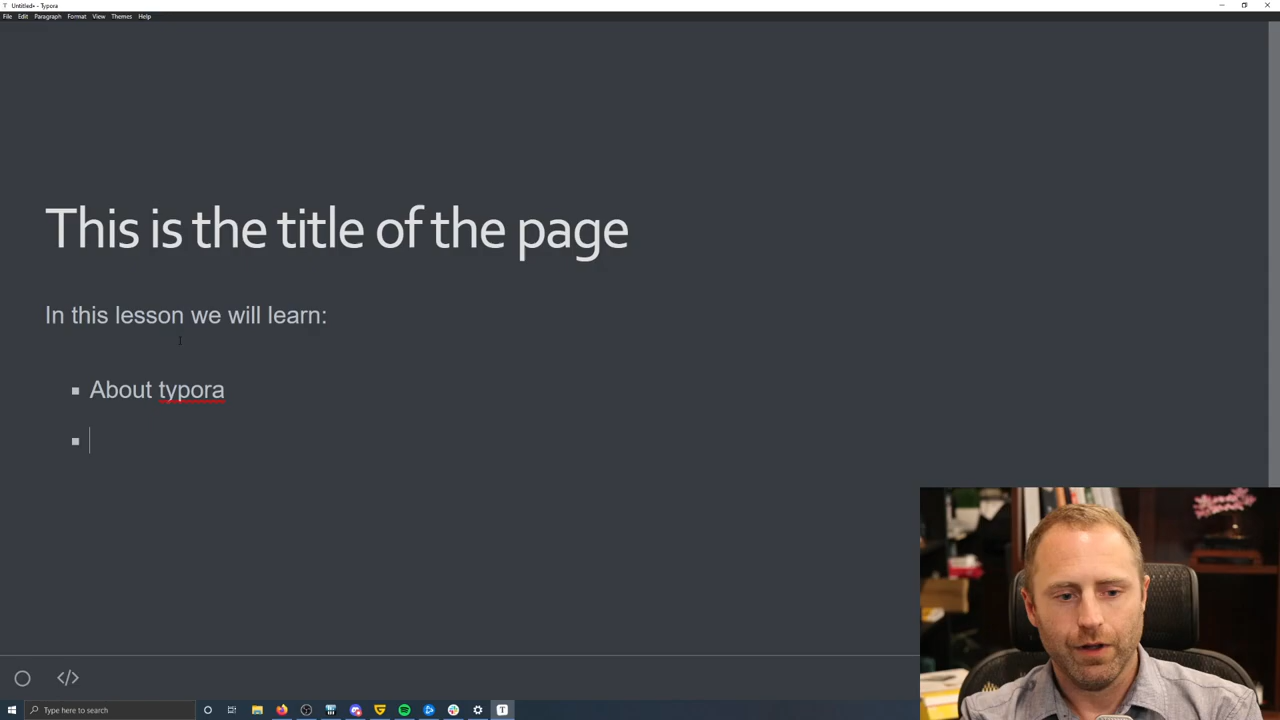 Untitled• - Typora
File Edit Paragraph Format View Themes Help
This is the title of the page
In this lesson we will learn:
About typora
</>
Type here to search